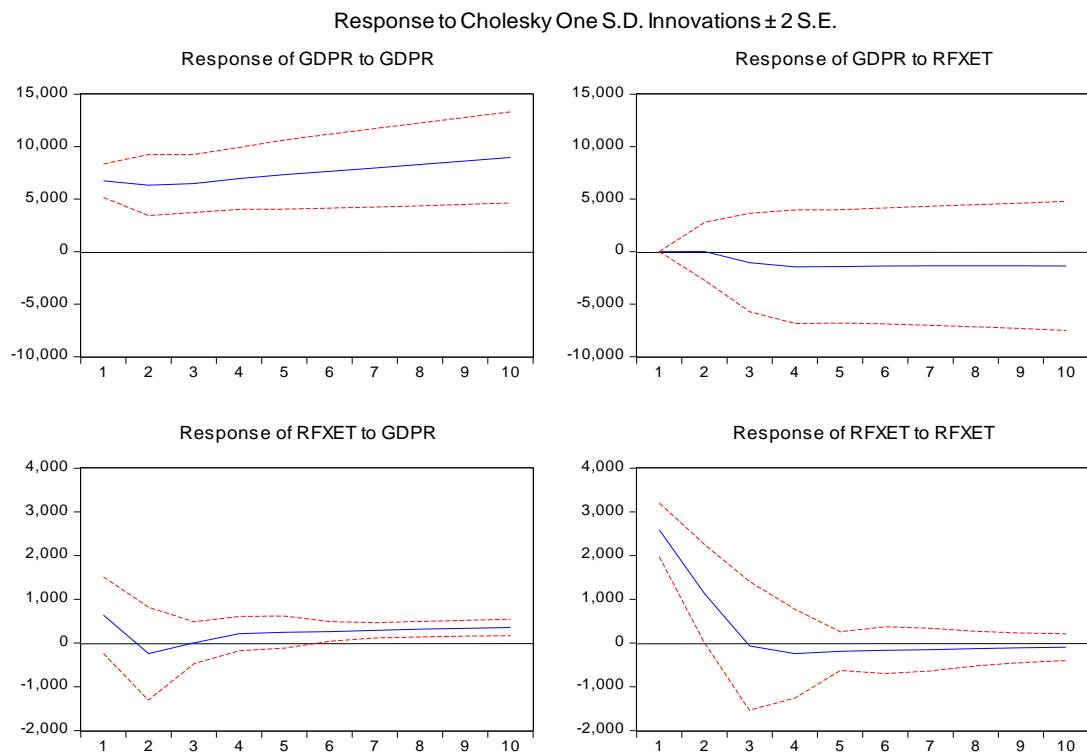 Response to Cholesky One S.D. Innovations ± 2 S.E.
Response of GDPR to GDPR
15,000
10,000
5,000
0
-5,000
-10,000
1 2 3 4 5 6 7 8 9 10
Response of GDPR to RFXET
15,000
10,000
5,000
0
-5,000
-10,000
1 2 3 4 5 6 7 8 9 10
Response of RFXET to GDPR
4,000
3,000
2,000
1,000
0
-1,000
-2,000
1 2 3 4 5 6 7 8 9 10
Response of RFXET to RFXET
4,000
3,000
2,000
1,000
0
-1,000
-2,000
1 2 3 4 5 6 7 8 9 10